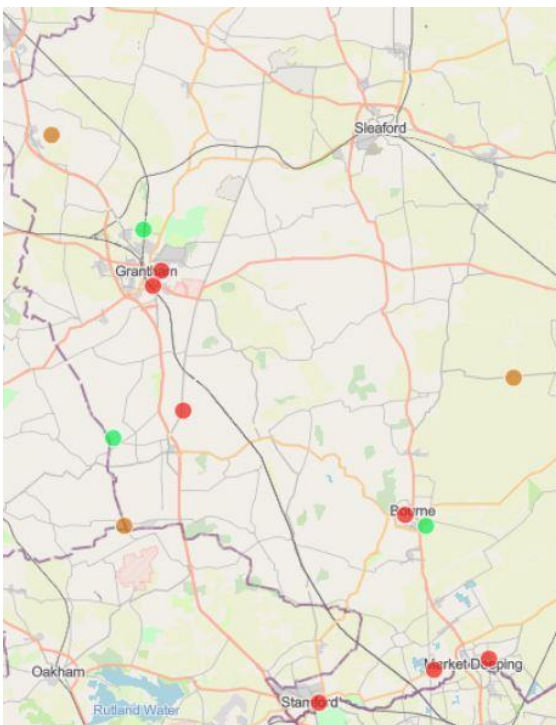 Sleaford
Grantham
Bourne
Oakham
Market Deeping
Stamford
Rutland Water